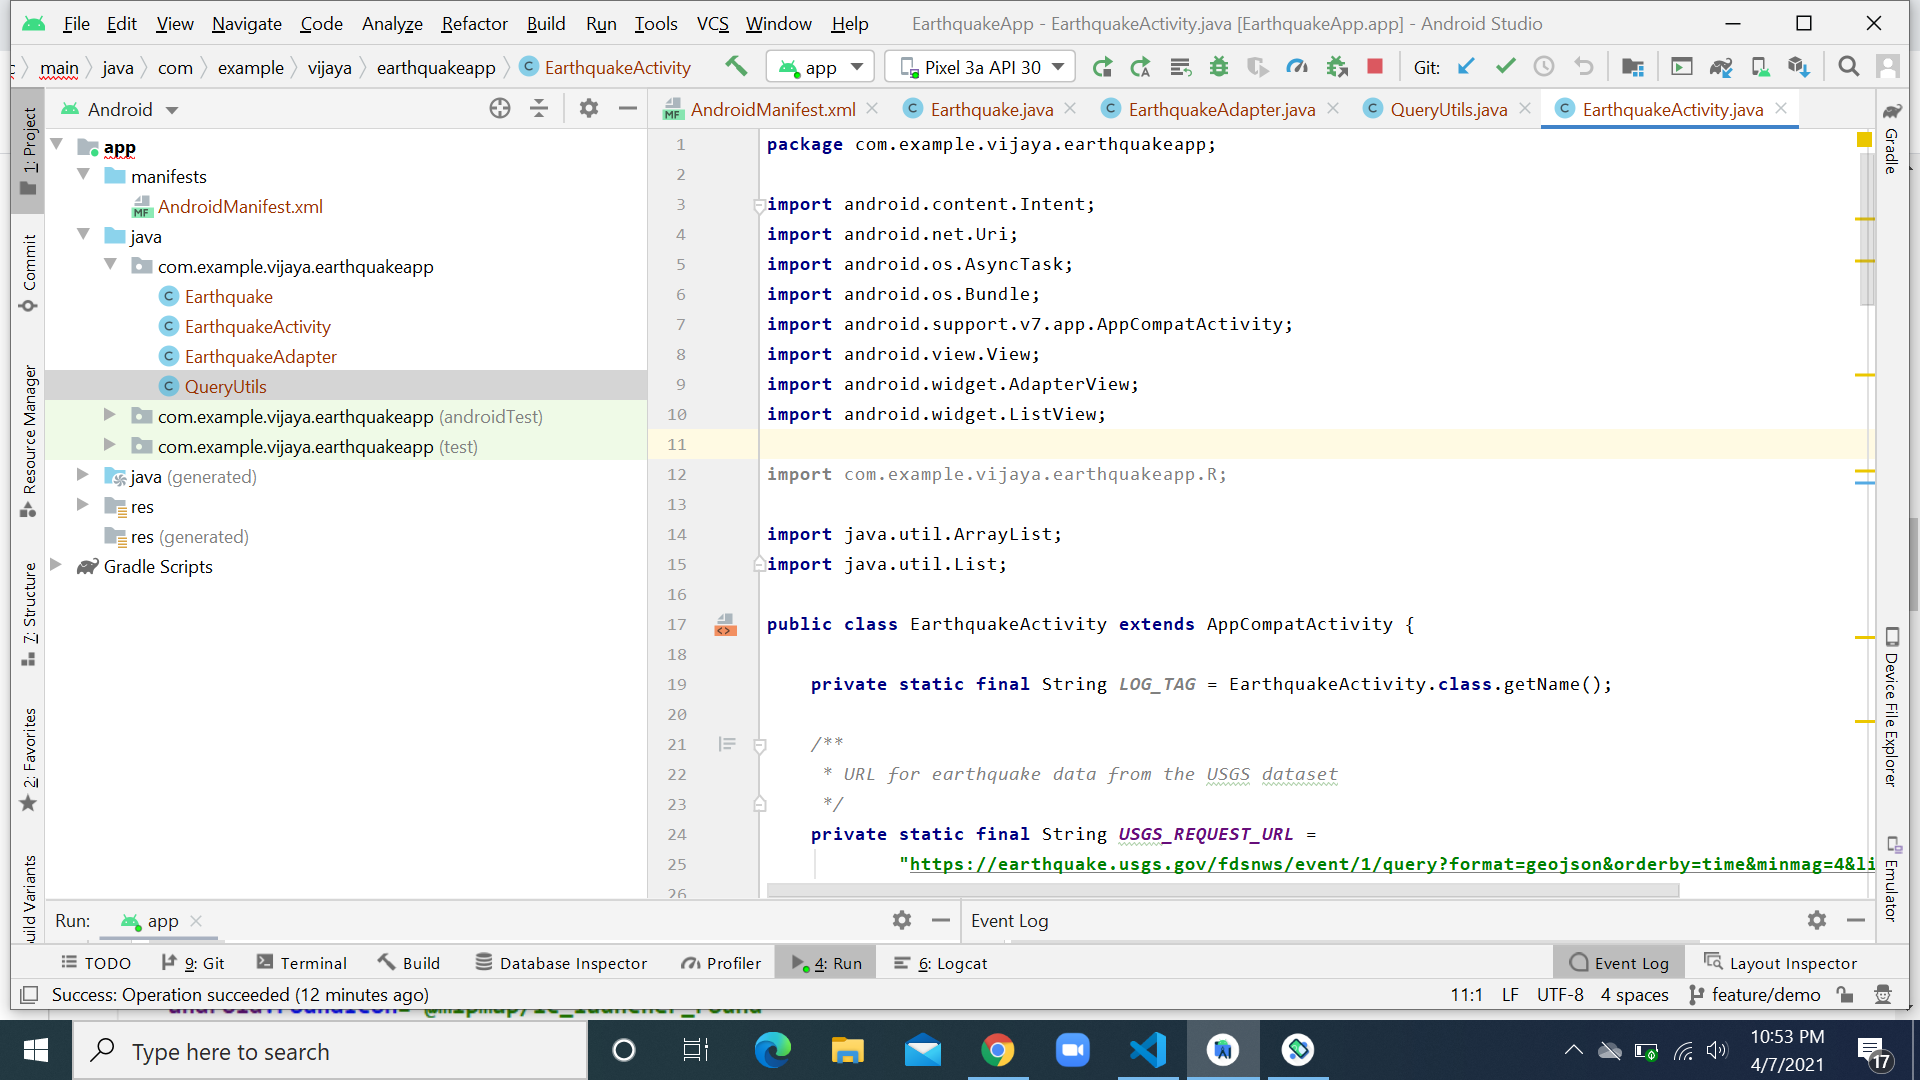 File Edit View Navigate Code Analyze Refactor Build Run Tools VCS Window Help EarthquakeApp - EarthquakeActivity.java [EarthquakeApp.app] - Android Studio
main java com example vijaya earthquakeapp EarthquakeActivity app Pixel 3a API 30 Git:
Android
AndroidManifest.xml Earthquake.java EarthquakeAdapter.java QueryUtils.java EarthquakeActivity.java
app
manifests
AndroidManifest.xml
java
com.example.vijaya.earthquakeapp
Earthquake
EarthquakeActivity
EarthquakeAdapter
QueryUtils
com.example.vijaya.earthquakeapp (androidTest)
com.example.vijaya.earthquakeapp (test)
java (generated)
res
res (generated)
Gradle Scripts
1: Project
Commit
Resource Manager
7: Structure
2: Favorites
uild Variants
1 package com.example.vijaya.earthquakeapp;
2
3 import android.content.Intent;
4 import android.net.Uri;
5 import android.os.AsyncTask;
6 import android.os.Bundle;
7 import android.support.v7.app.AppCompatActivity;
8 import android.view.View;
9 import android.widget.AdapterView;
10 import android.widget.ListView;
11
12 import com.example.vijaya.earthquakeapp.R;
13
14 import java.util.ArrayList;
15 import java.util.List;
16
17 public class EarthquakeActivity extends AppCompatActivity {
18
19 private static final String LOG_TAG = EarthquakeActivity.class.getName();
20
21 /**
22 * URL for earthquake data from the USGS dataset
23 */
24 private static final String USGS_REQUEST_URL =
25 "https://earthquake.usgs.gov/fdsnws/event/1/query?format=geojson&orderby=time&minmag=4&li
26
Gradle
Device File Explorer
Emulator
Run: app
Event Log
TODO 9: Git Terminal Build Database Inspector Profiler 4: Run 6: Logcat Event Log Layout Inspector
Success: Operation succeeded (12 minutes ago) 11:1 LF UTF-8 4 spaces feature/demo
Type here to search
10:53 PM
4/7/2021
17